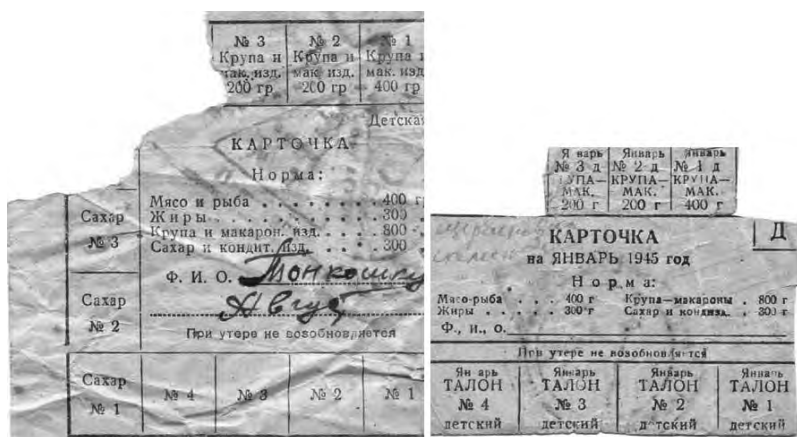 № 3 № 2 № 1
Крупа и Крупа и Крупа и
мак. изд. мак. изд. мак. изд.
200 гр 200 гр 400 гр
Детская
КАРТОЧКА
Норма:
Мясо и рыба . . . . . 400 г
Жиры . . . . . . . . 300
Крупа и макарон. изд. . . . 800
Сахар и кондит. изд. . . . . 300
Ф. И. О. Монкошку
Август
При утере не возобновляется
Сахар
№ 3
Сахар
№ 2
Сахар
№ 1
№ 4 № 3 № 2 № 1
Январь Январь Январь
№ 3 д № 2 д № 1 д
КРУПА— КРУПА— КРУПА—
МАК. МАК. МАК.
200 г 200 г 400 г
Д
КАРТОЧКА
на ЯНВАРЬ 1945 год
Норма:
Мясо-рыба . . . 400 г Крупа—макароны . 800 г
Жиры . . . . 300 г Сахар и кондизд. . . 300 г
Ф., И., О.
При утере не возобновляется
Январь Январь Январь Январь
ТАЛОН ТАЛОН ТАЛОН ТАЛОН
№ 4 № 3 № 2 № 1
детский детский детский детский